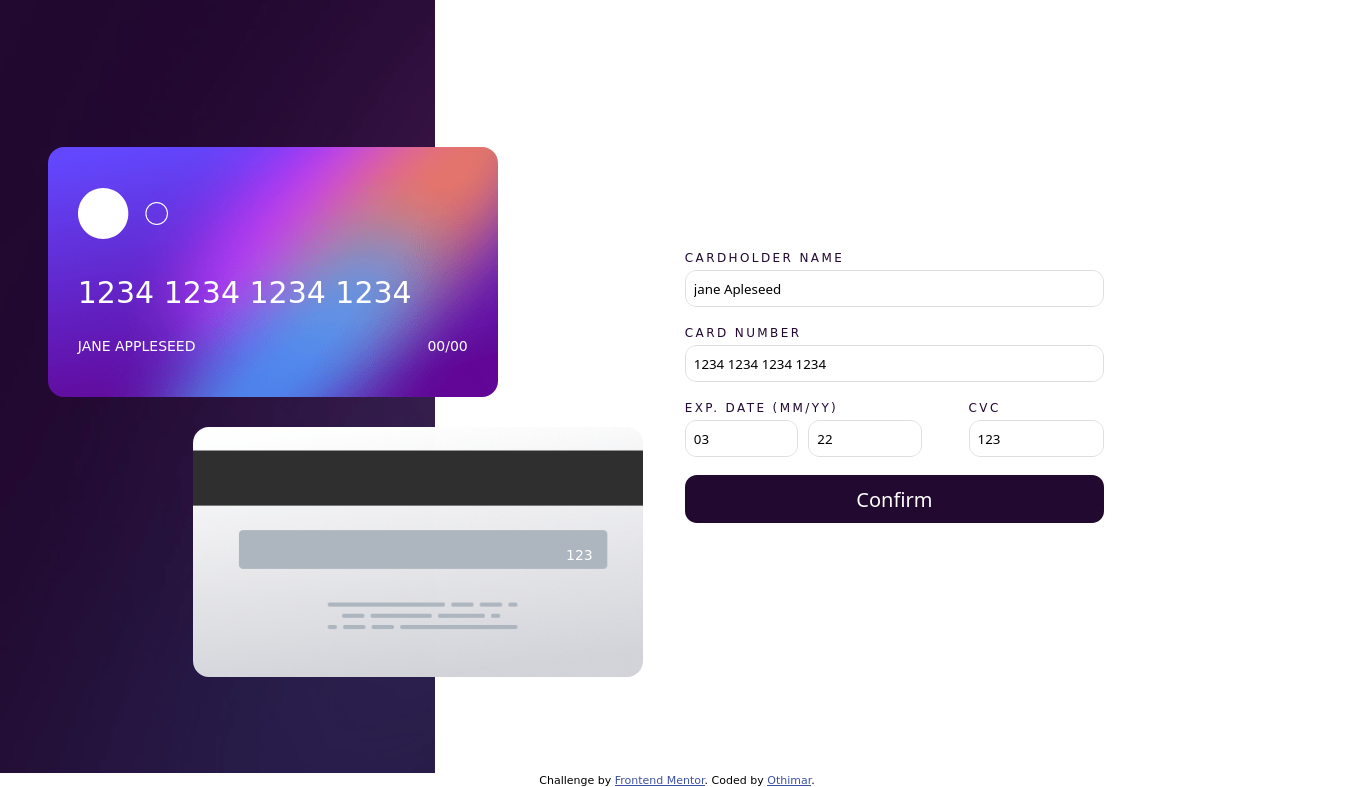 1234 1234 1234 1234
JANE APPLESEED 00/00
123
CARDHOLDER NAME
jane Apleseed
CARD NUMBER
1234 1234 1234 1234
EXP. DATE (MM/YY) CVC
03 22 123
Confirm
Challenge by Frontend Mentor. Coded by Othimar.